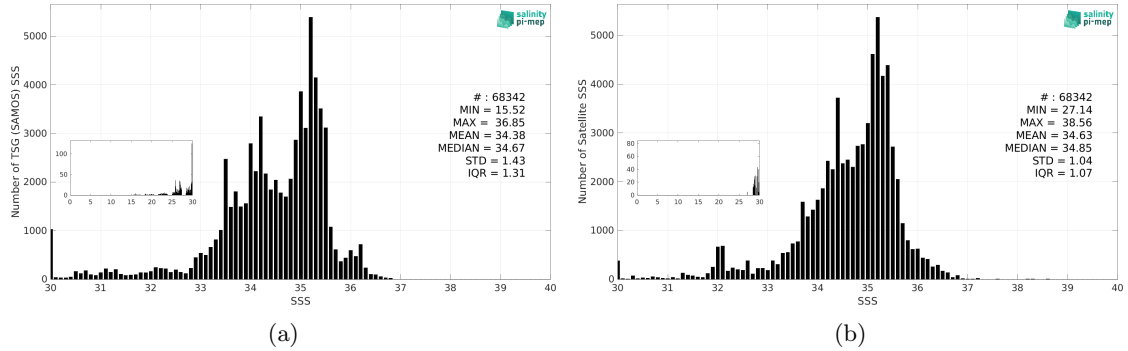 salinity
pi-mep
Number of TSG (SAMOS) SSS
5000
4000
3000
2000
1000
0
# : 68342
MIN = 15.52
MAX = 36.85
MEAN = 34.38
MEDIAN = 34.67
STD = 1.43
IQR = 1.31
100
50
0
0 5 10 15 20 25 30
30 31 32 33 34 35 36 37 38 39 40
SSS
(a)
salinity
pi-mep
Number of Satellite SSS
5000
4000
3000
2000
1000
0
# : 68342
MIN = 27.14
MAX = 38.56
MEAN = 34.63
MEDIAN = 34.85
STD = 1.04
IQR = 1.07
80
60
40
20
0
0 5 10 15 20 25 30
30 31 32 33 34 35 36 37 38 39 40
SSS
(b)